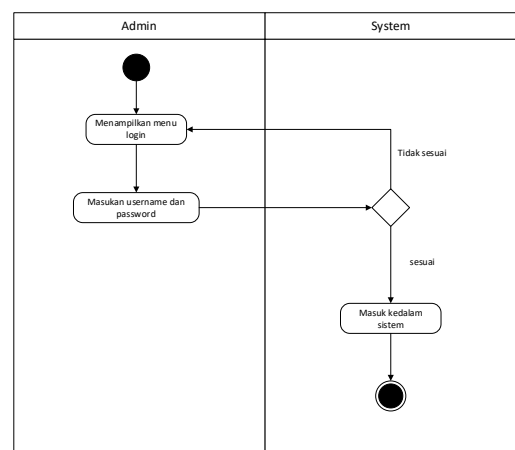 Admin
System
Menampilkan menu
login
Tidak sesuai
Masukan username dan
password
sesuai
Masuk kedalam
sistem